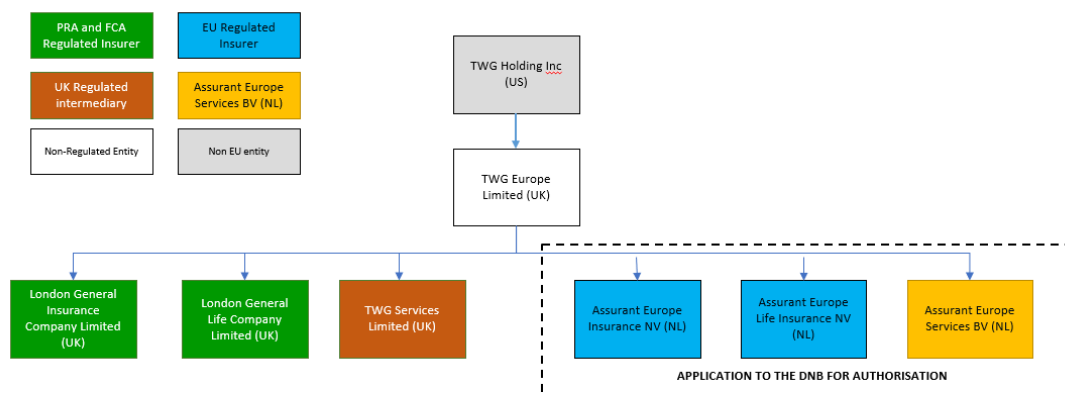 PRA and FCA
Regulated Insurer
EU Regulated
Insurer
UK Regulated
intermediary
Assurant Europe
Services BV (NL)
Non-Regulated Entity
Non EU entity
TWG Holding Inc
(US)
TWG Europe
Limited (UK)
London General
Insurance
Company Limited
(UK)
London General
Life Company
Limited (UK)
TWG Services
Limited (UK)
Assurant Europe
Insurance NV (NL)
Assurant Europe
Life Insurance NV
(NL)
Assurant Europe
Services BV (NL)
APPLICATION TO THE DNB FOR AUTHORISATION